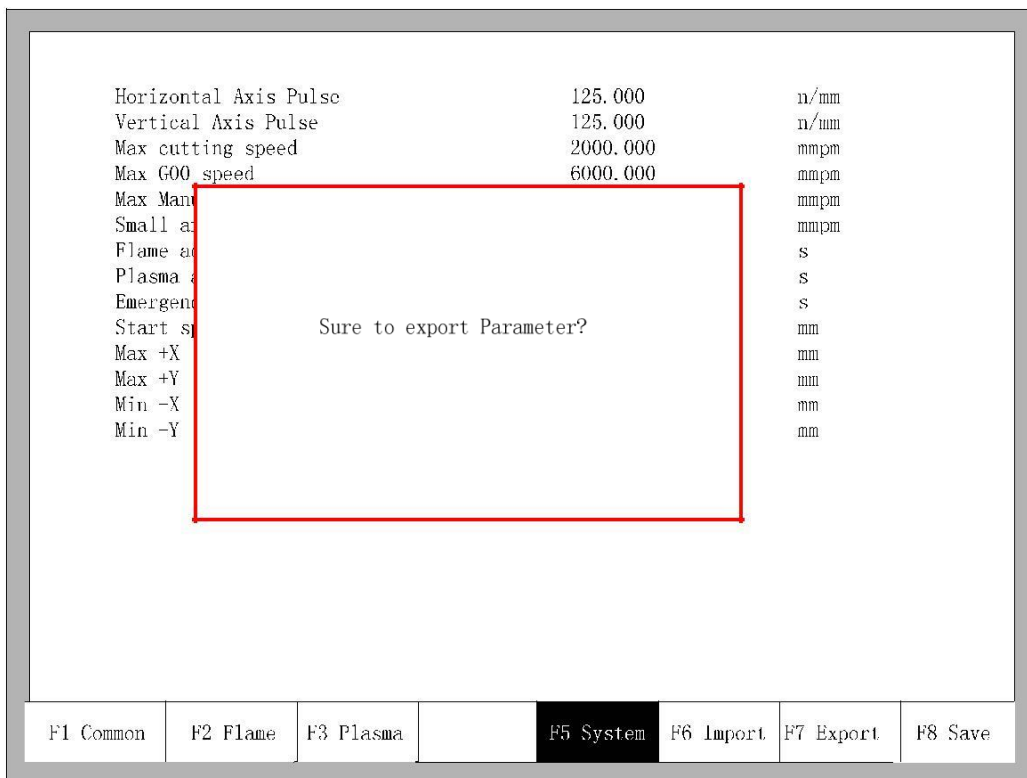 Horizontal Axis Pulse 125.000 n/mm
Vertical Axis Pulse 125.000 n/mm
Max cutting speed 2000.000 mmpm
Max G00 speed 6000.000 mmpm
Max Manu mmpm
Small a mmpm
Flame a s
Plasma s
Emergen s
Start s mm
Sure to export Parameter?
Max +X mm
Max +Y mm
Min -X mm
Min -Y mm
F1 Common F2 Flame F3 Plasma F5 System F6 Import F7 Export F8 Save